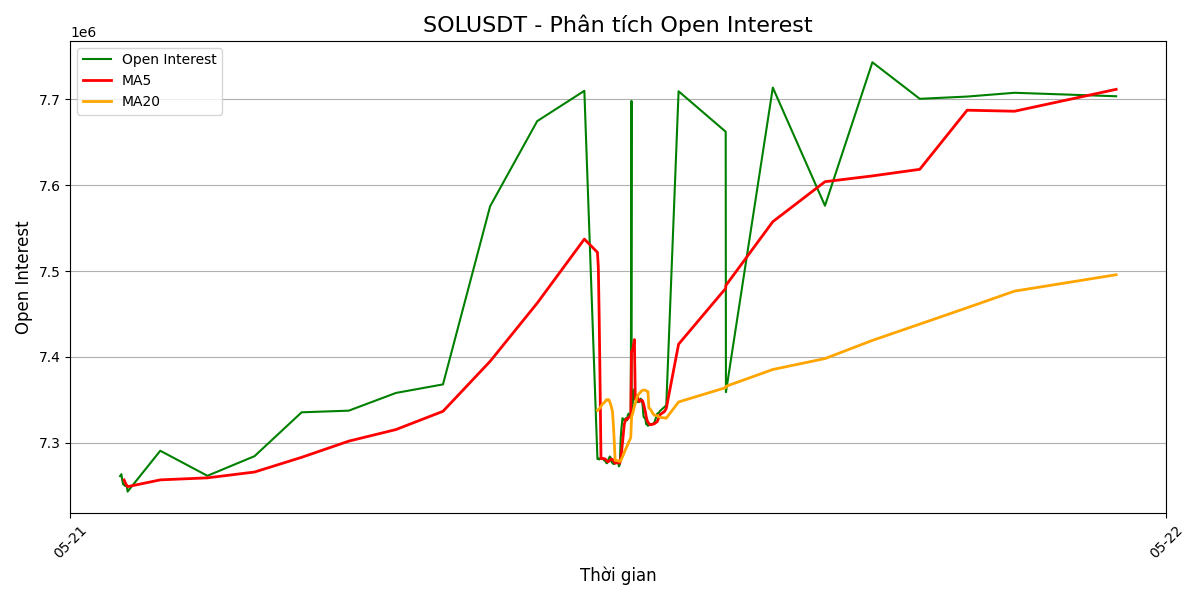 SOLUSDT - Phân tích Open Interest
1e6
Open Interest
MA5
MA20
7.7
7.6
7.5
7.4
7.3
Open Interest
05-21
05-22
Thời gian